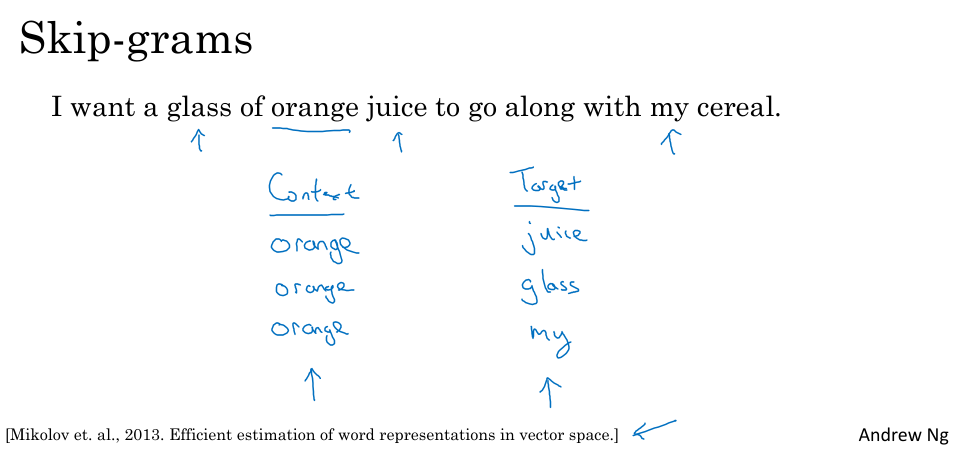 Skip-grams
I want a glass of orange juice to go along with my cereal.
Context Target
orange juice
orange glass
orange my
[Mikolov et. al., 2013. Efficient estimation of word representations in vector space.]
Andrew Ng